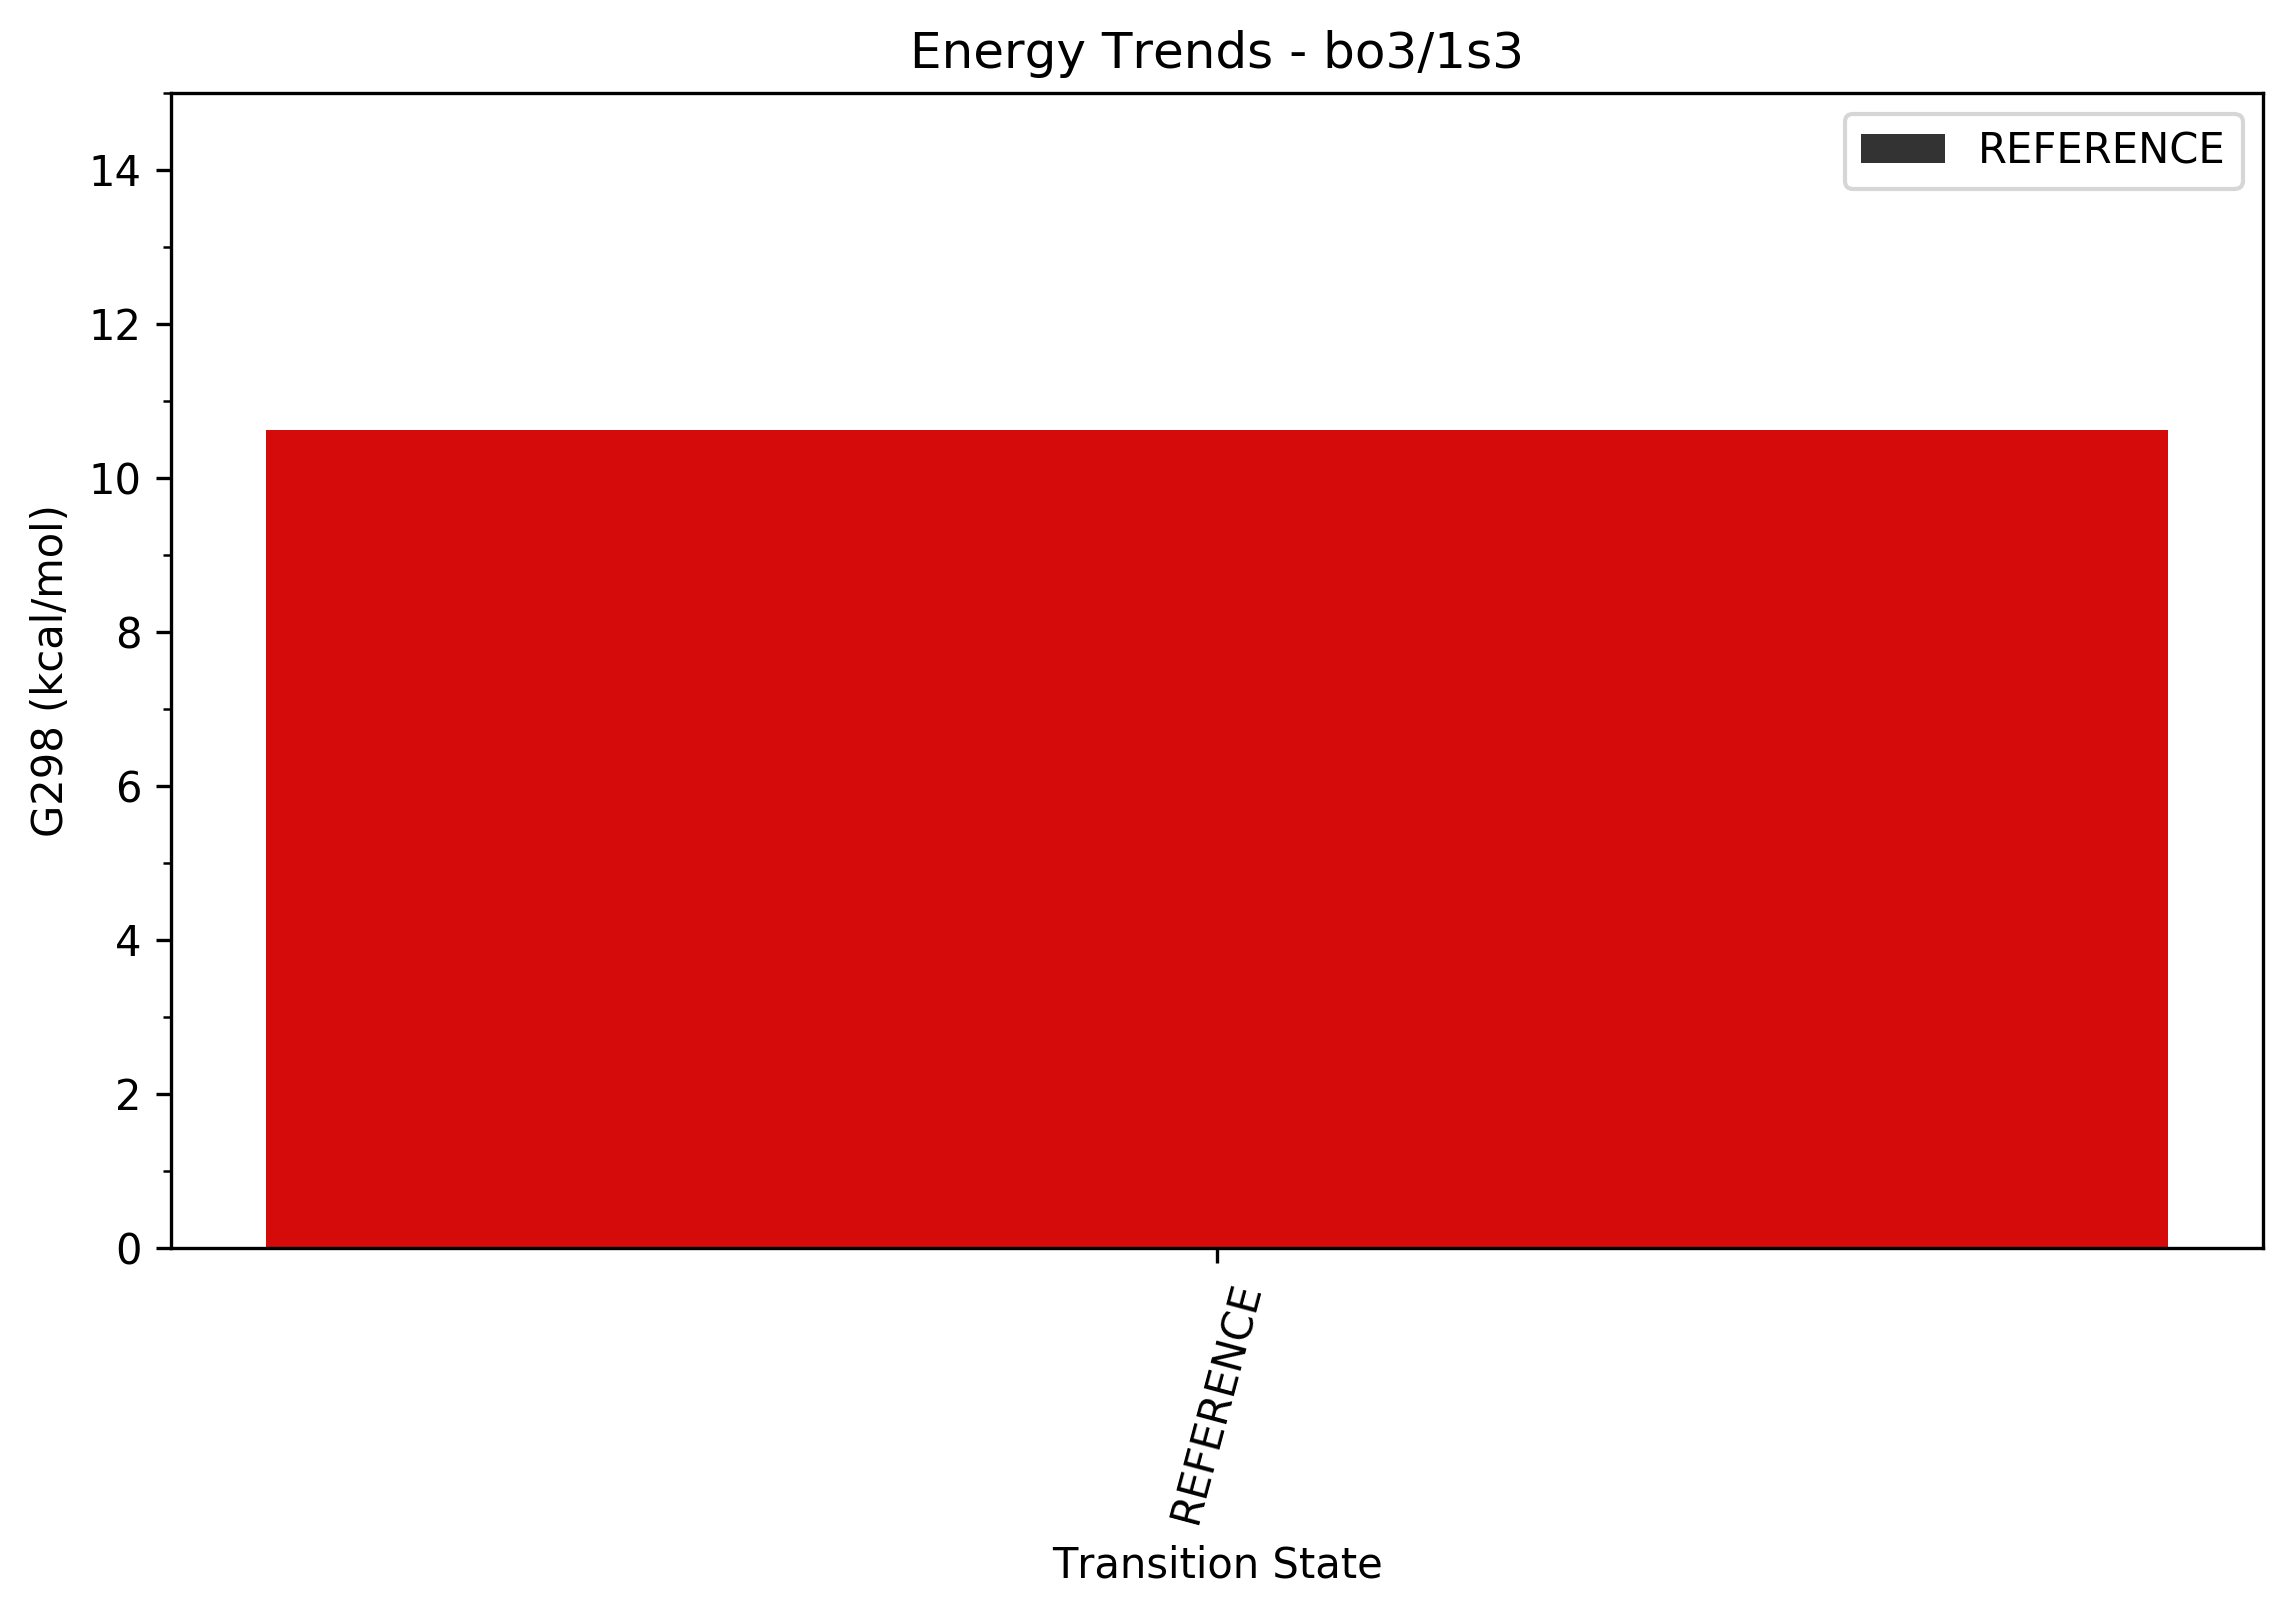 Energy Trends - bo3/1s3
REFERENCE
14
12
10
8
6
4
2
0
G298 (kcal/mol)
REFERENCE
Transition State